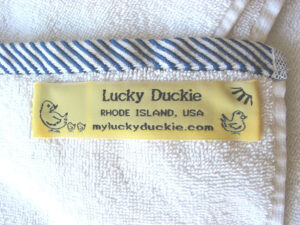 Lucky Duckie
RHODE ISLAND, USA
myluckyduckie.com